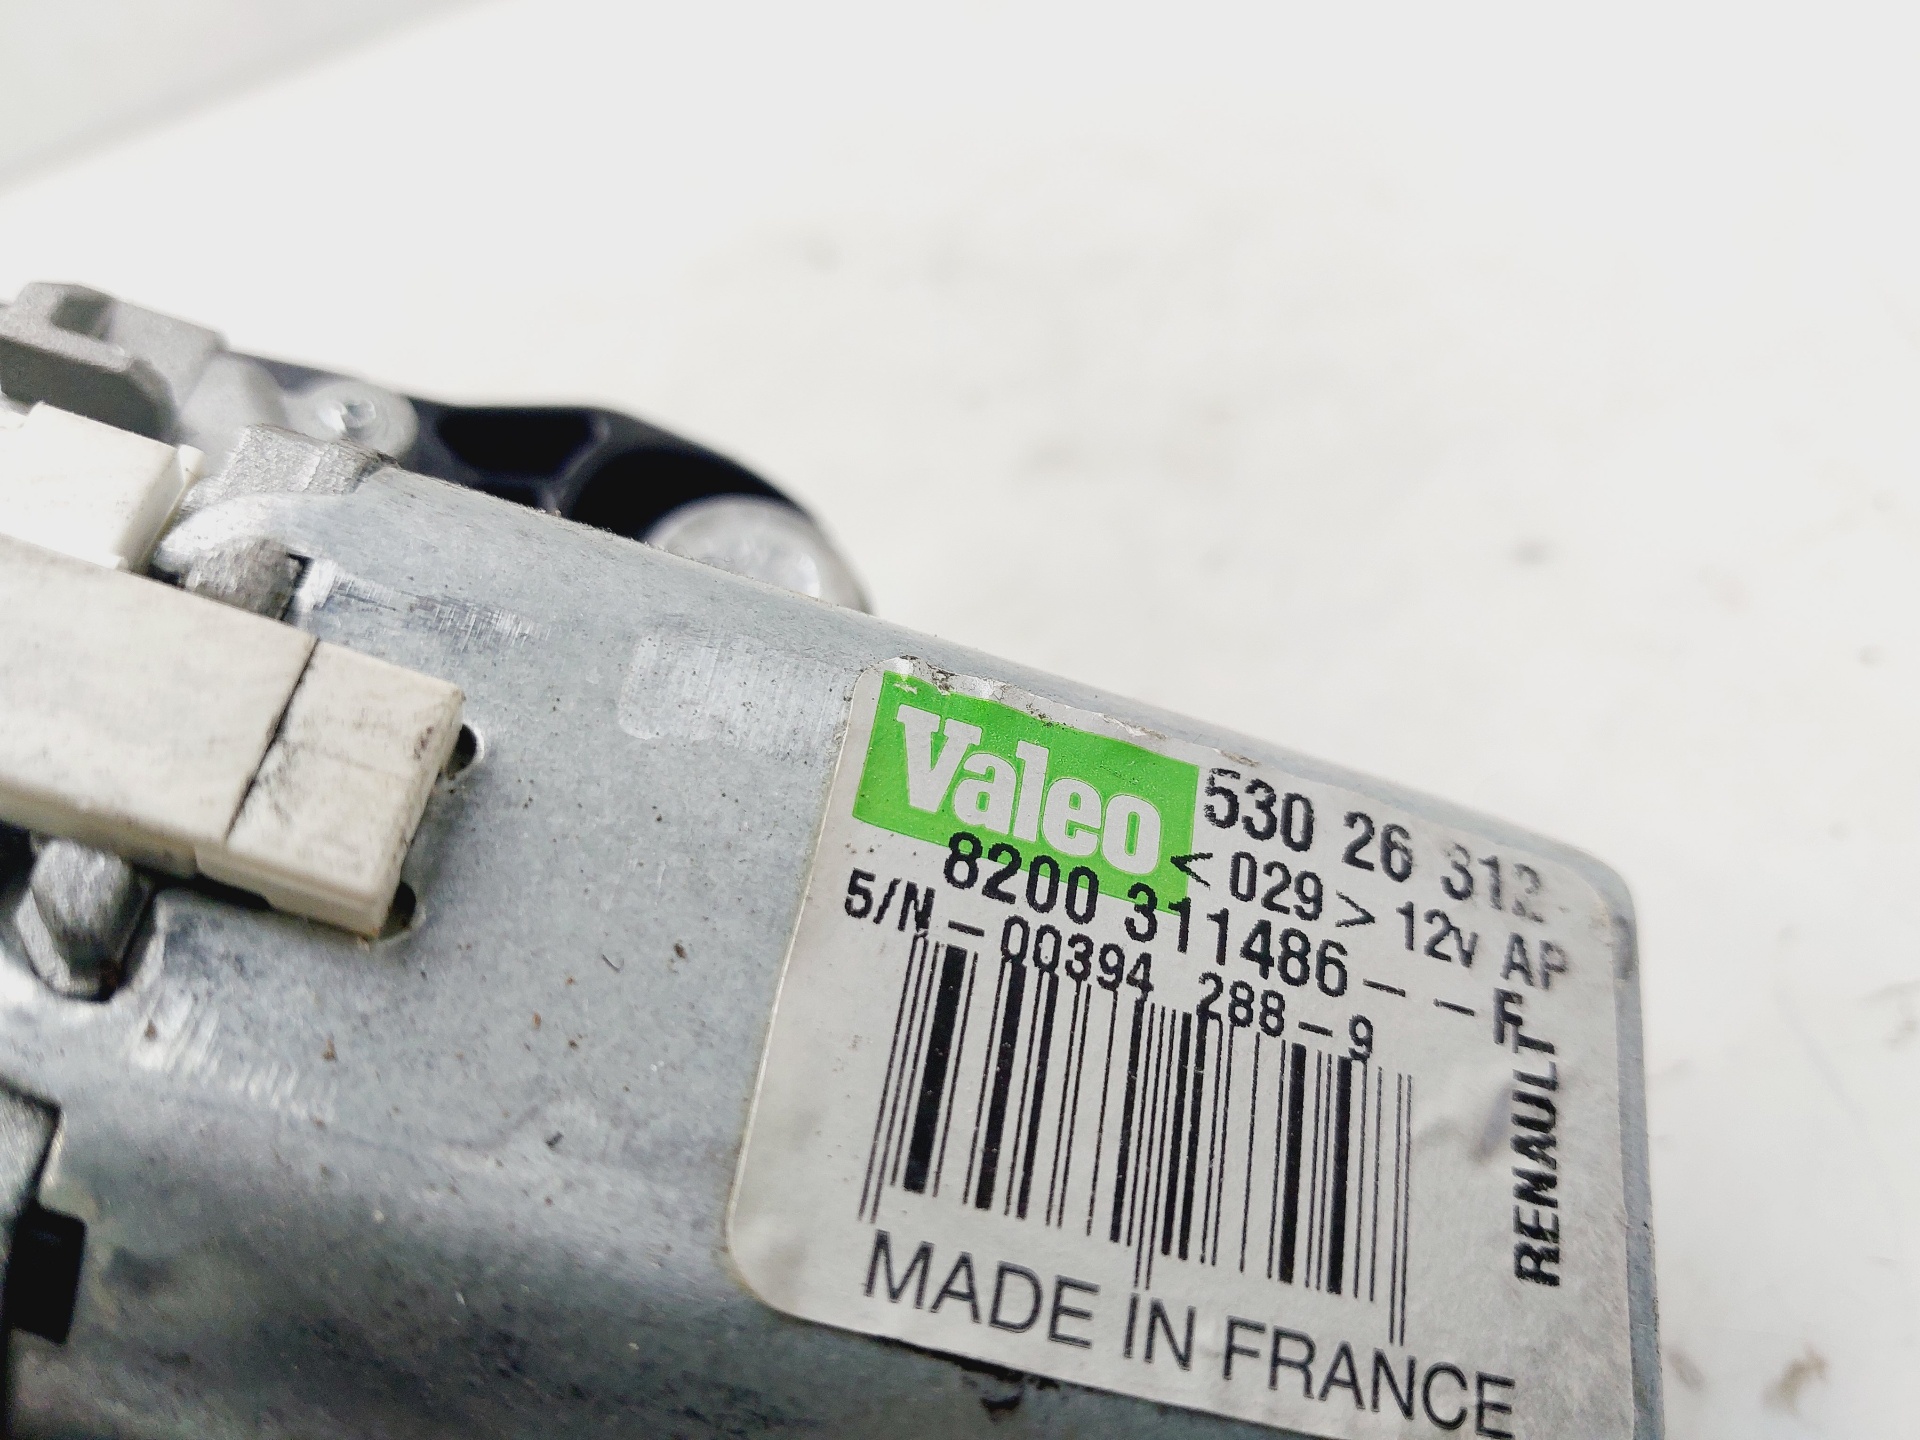 Valeo 530 26 312
<029> 12V AP
8200 311486--F
S/N-00394 288-9
RENAULT
MADE IN FRANCE